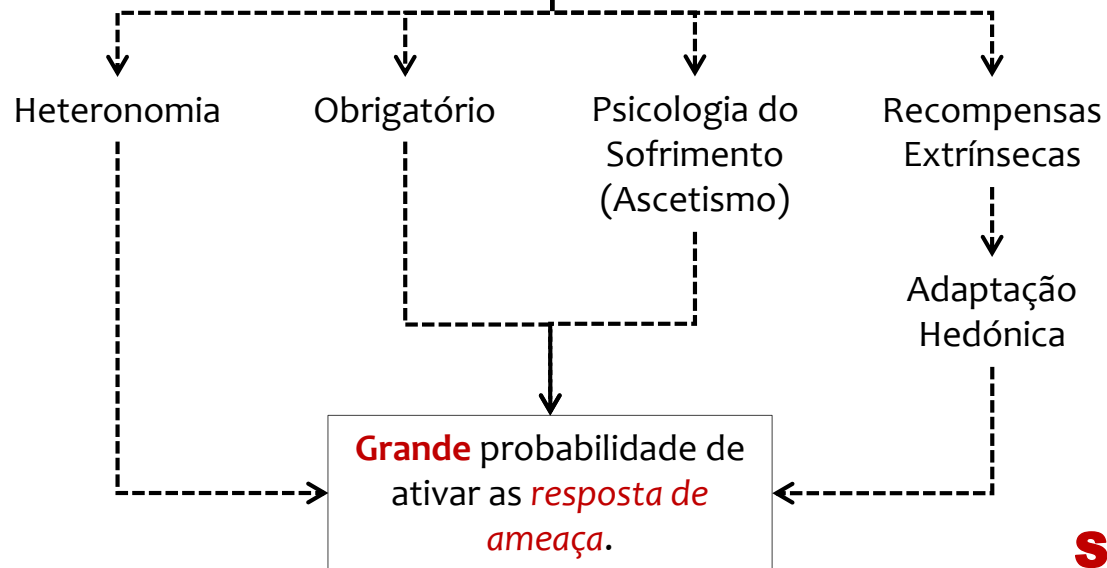 Heteronomia
Obrigatório
Psicologia do
Sofrimento
(Ascetismo)
Recompensas
Extrínsecas
Adaptação
Hedónica
Grande probabilidade de
ativar as resposta de
ameaça.
S